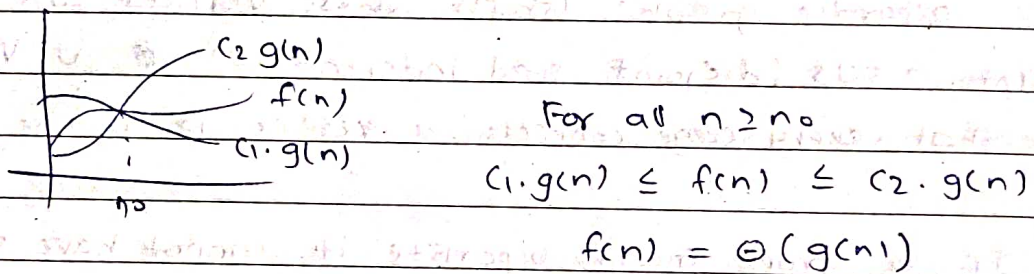 C2 g(n)
f(n)
C1. g(n)
n0
For all n ≥ n0
C1. g(n) ≤ f(n) ≤ C2. g(n)
f(n) = Θ(g(n))